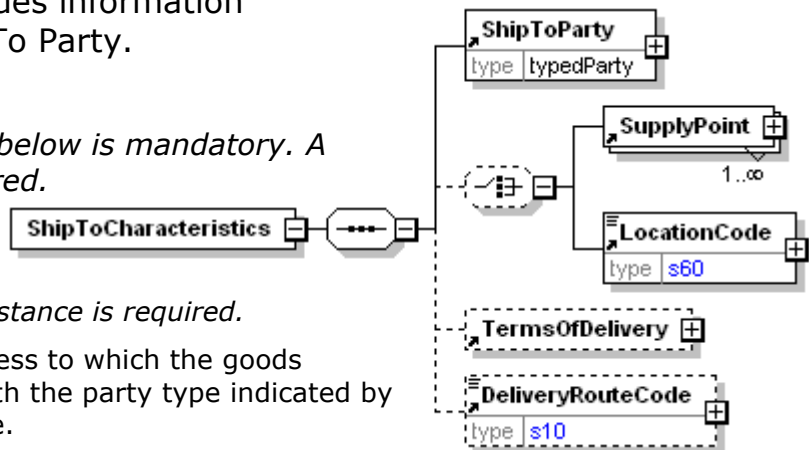 des information
To Party.
below is mandatory. A
red.
stance is required.
ess to which the goods
th the party type indicated by
e.
ShipToCharacteristics
ShipToParty
type typedParty
SupplyPoint
1..∞
LocationCode
type s60
TermsOfDelivery
DeliveryRouteCode
type s10